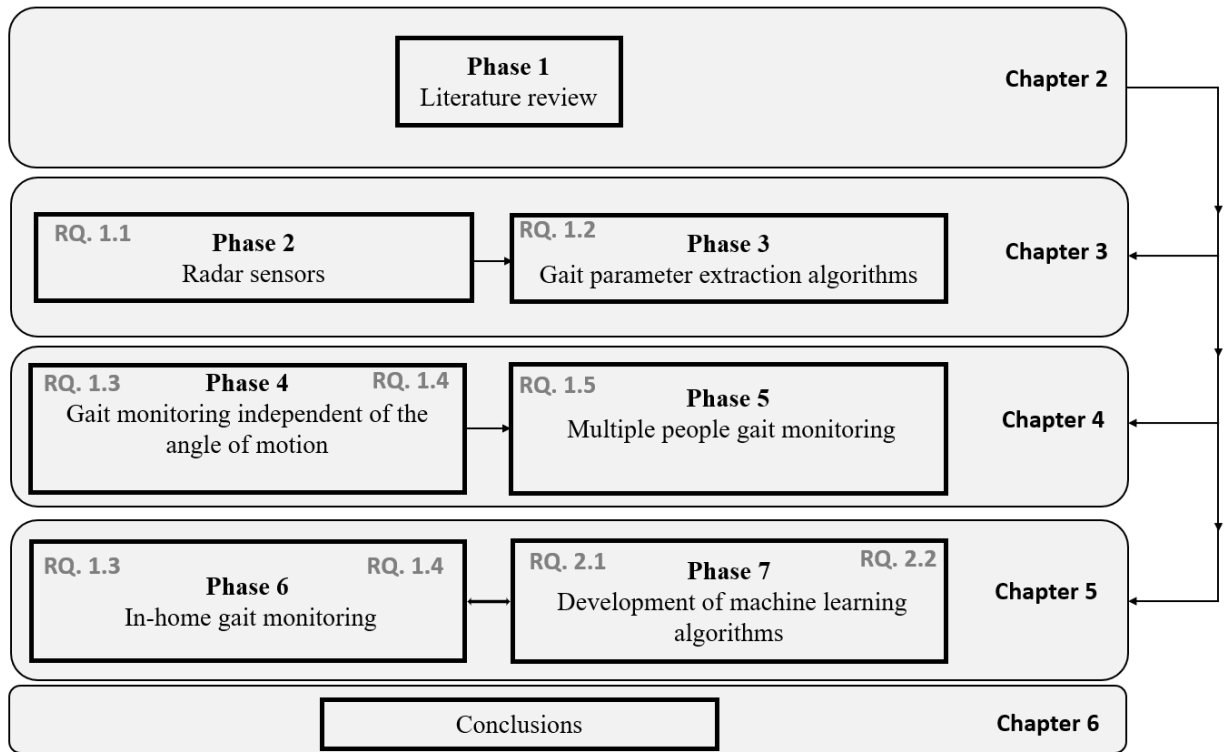 Phase 1
Literature review
Chapter 2
RQ. 1.1
Phase 2
Radar sensors
RQ. 1.2
Phase 3
Gait parameter extraction algorithms
Chapter 3
RQ. 1.3
Phase 4
RQ. 1.4
Gait monitoring independent of the
angle of motion
RQ. 1.5
Phase 5
Multiple people gait monitoring
Chapter 4
RQ. 1.3
RQ. 1.4
Phase 6
In-home gait monitoring
RQ. 2.1
RQ. 2.2
Phase 7
Development of machine learning
algorithms
Chapter 5
Conclusions
Chapter 6